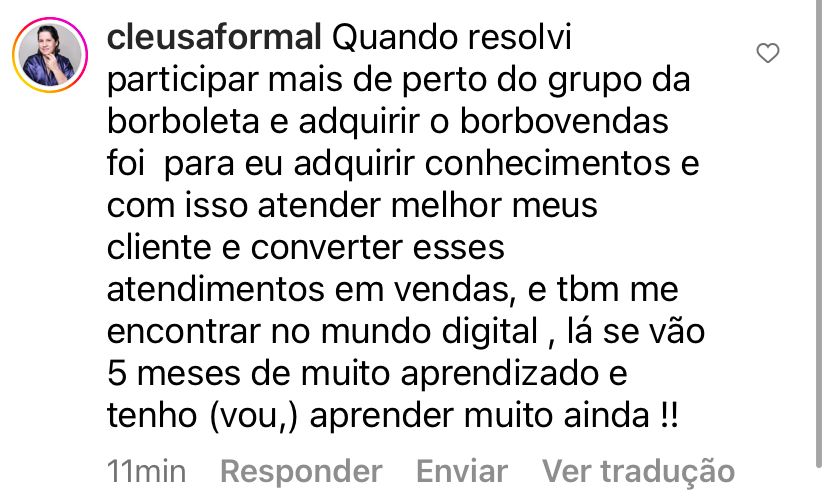 cleusaformal Quando resolvi
participar mais de perto do grupo da
borboleta e adquirir o borbovendas
foi  para eu adquirir conhecimentos e
com isso atender melhor meus
cliente e converter esses
atendimentos em vendas, e tbm me
encontrar no mundo digital , lá se vão
5 meses de muito aprendizado e
tenho (vou,) aprender muito ainda !!
11min Responder Enviar Ver tradução